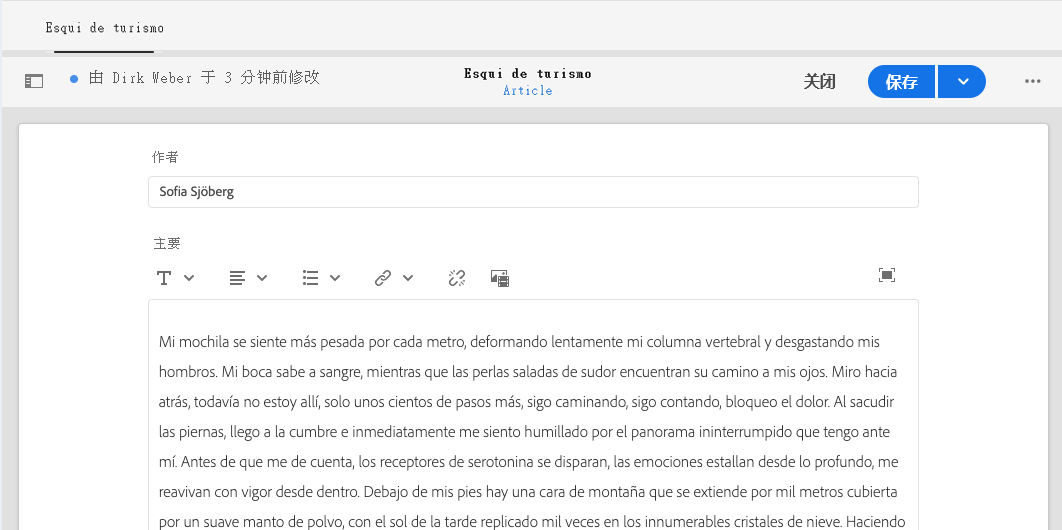 Esqui de turismo
由 Dirk Weber 于 3 分钟前修改
Esqui de turismo
Article
关闭
保存
作者
Sofia Sjöberg
主要
Mi mochila se siente más pesada por cada metro, deformando lentamente mi columna vertebral y desgastando mis
hombros. Mi boca sabe a sangre, mientras que las perlas saladas de sudor encuentran su camino a mis ojos. Miro hacia
atrás, todavía no estoy allí, solo unos cientos de pasos más, sigo caminando, sigo contando, bloqueo el dolor. Al sacudir
las piernas, llego a la cumbre e inmediatamente me siento humillado por el panorama ininterrumpido que tengo ante
mí. Antes de que me de cuenta, los receptores de serotonina se disparan, las emociones estallan desde lo profundo, me
reavivan con vigor desde dentro. Debajo de mis pies hay una cara de montaña que se extiende por mil metros cubierta
por un suave manto de polvo, con el sol de la tarde replicado mil veces en los innumerables cristales de nieve. Haciendo